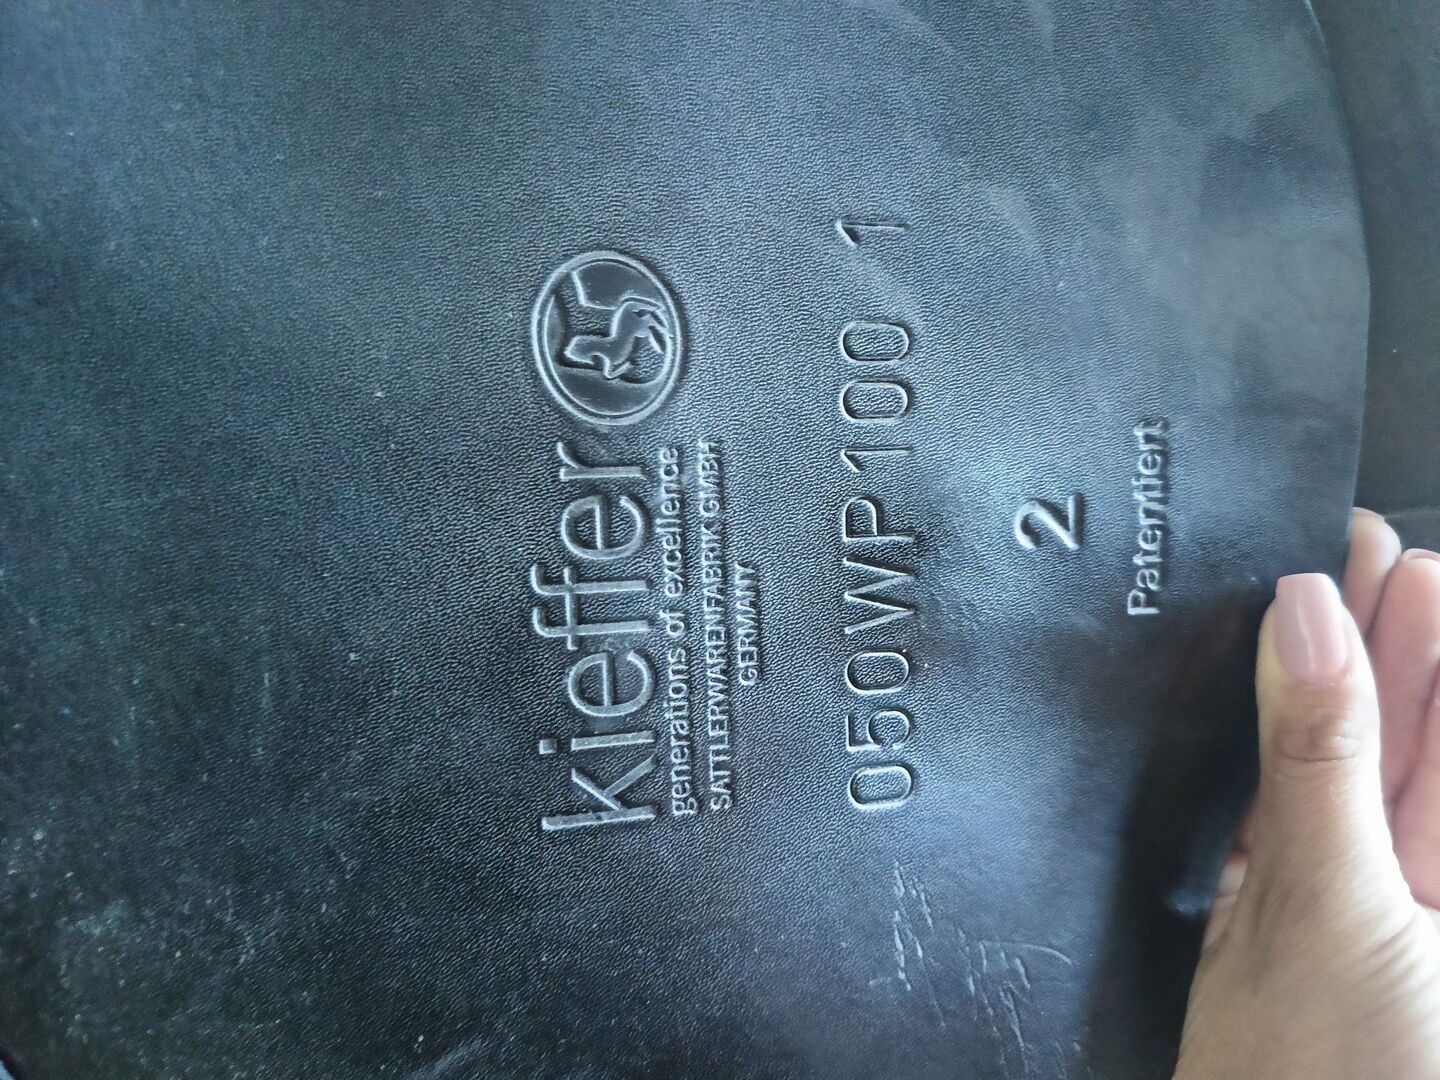 kieffer
generations of excellence
SATTLERWARENFABRIK GMBH
GERMANY
050WP100 1
2
Patentiert